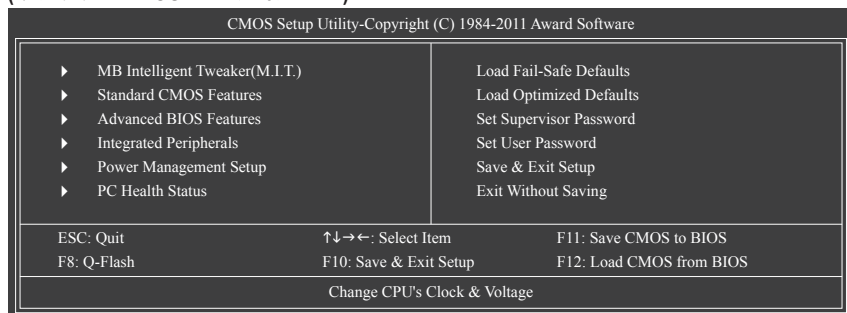 CMOS Setup Utility-Copyright (C) 1984-2011 Award Software
MB Intelligent Tweaker(M.I.T.)
Standard CMOS Features
Advanced BIOS Features
Integrated Peripherals
Power Management Setup
PC Health Status
Load Fail-Safe Defaults
Load Optimized Defaults
Set Supervisor Password
Set User Password
Save & Exit Setup
Exit Without Saving
ESC: Quit ↑↓→←: Select Item F11: Save CMOS to BIOS
F8: Q-Flash F10: Save & Exit Setup F12: Load CMOS from BIOS
Change CPU's Clock & Voltage